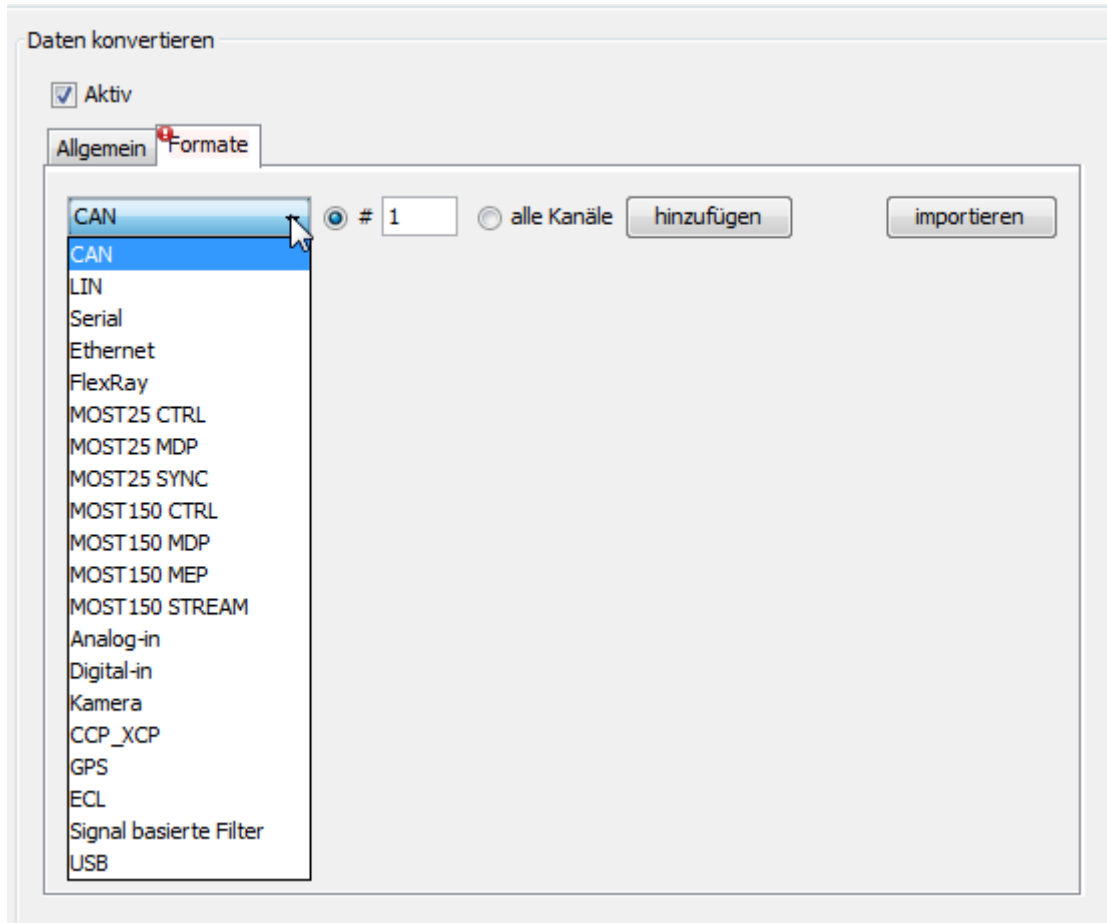 Daten konvertieren
Aktiv
Allgemein Formate
CAN # 1 alle Kanäle hinzufügen importieren
CAN
LIN
Serial
Ethernet
FlexRay
MOST25 CTRL
MOST25 MDP
MOST25 SYNC
MOST150 CTRL
MOST150 MDP
MOST150 MEP
MOST150 STREAM
Analog-in
Digital-in
Kamera
CCP_XCP
GPS
ECL
Signal basierte Filter
USB